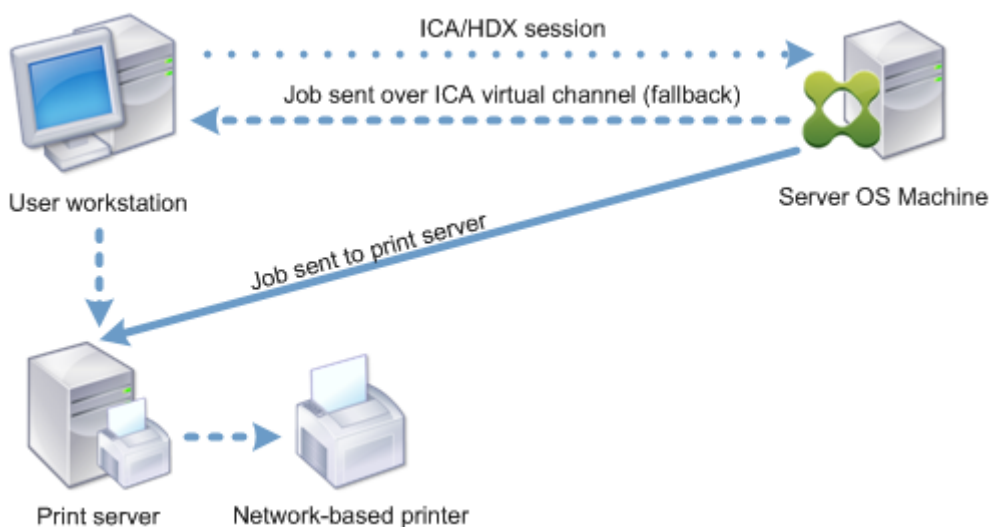 ICA/HDX session
Job sent over ICA virtual channel (fallback)
User workstation
Server OS Machine
Job sent to print server
Print server
Network-based printer